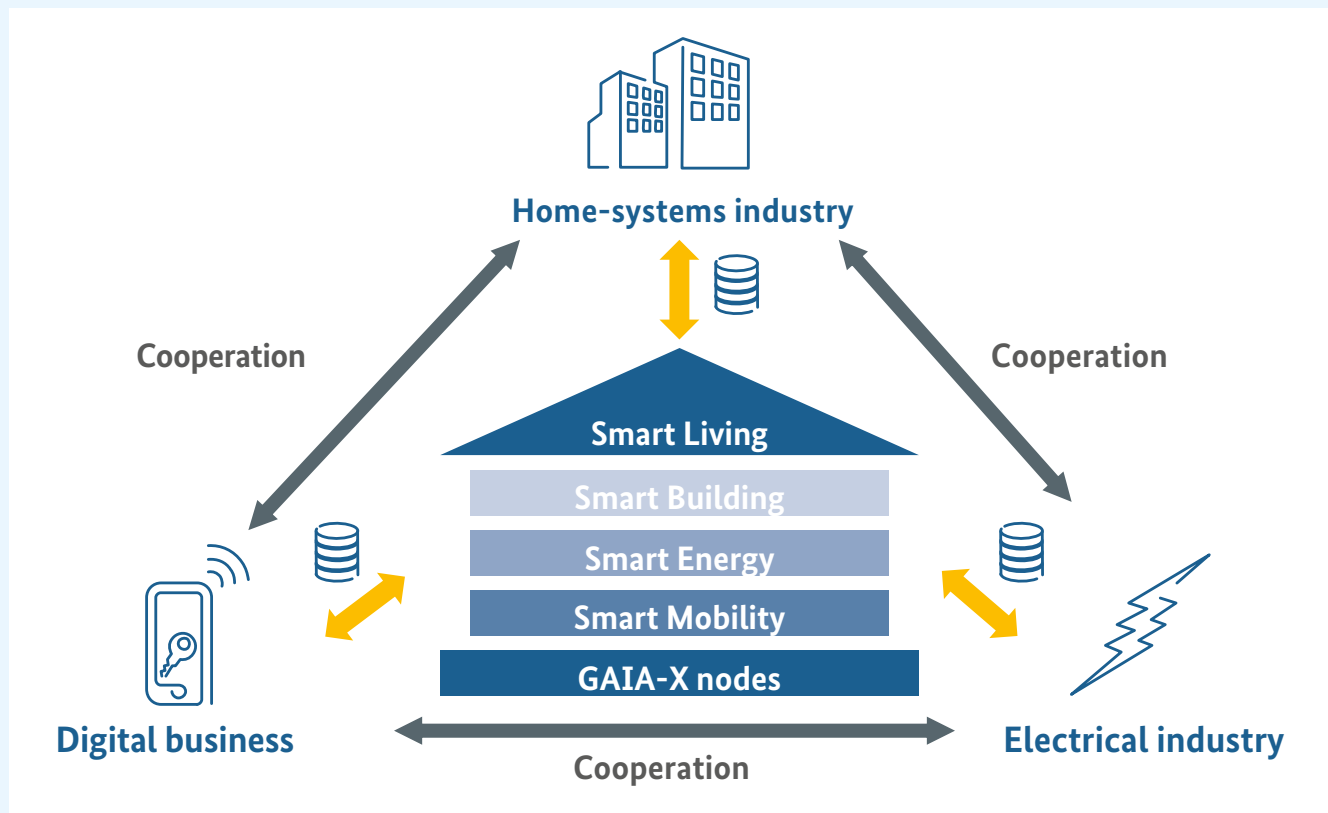 Home-systems industry
Cooperation
Cooperation
Smart Living
Smart Building
Smart Energy
Smart Mobility
GAIA-X nodes
Digital business
Electrical industry
Cooperation